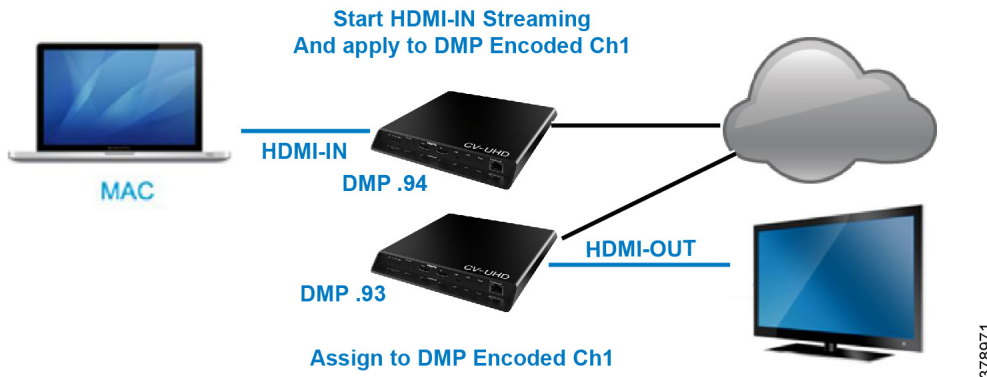 Start HDMI-IN Streaming
And apply to DMP Encoded Ch1
HDMI-IN
CV-UHD
MAC
DMP .94
HDMI-OUT
CV-UHD
DMP .93
Assign to DMP Encoded Ch1
378971